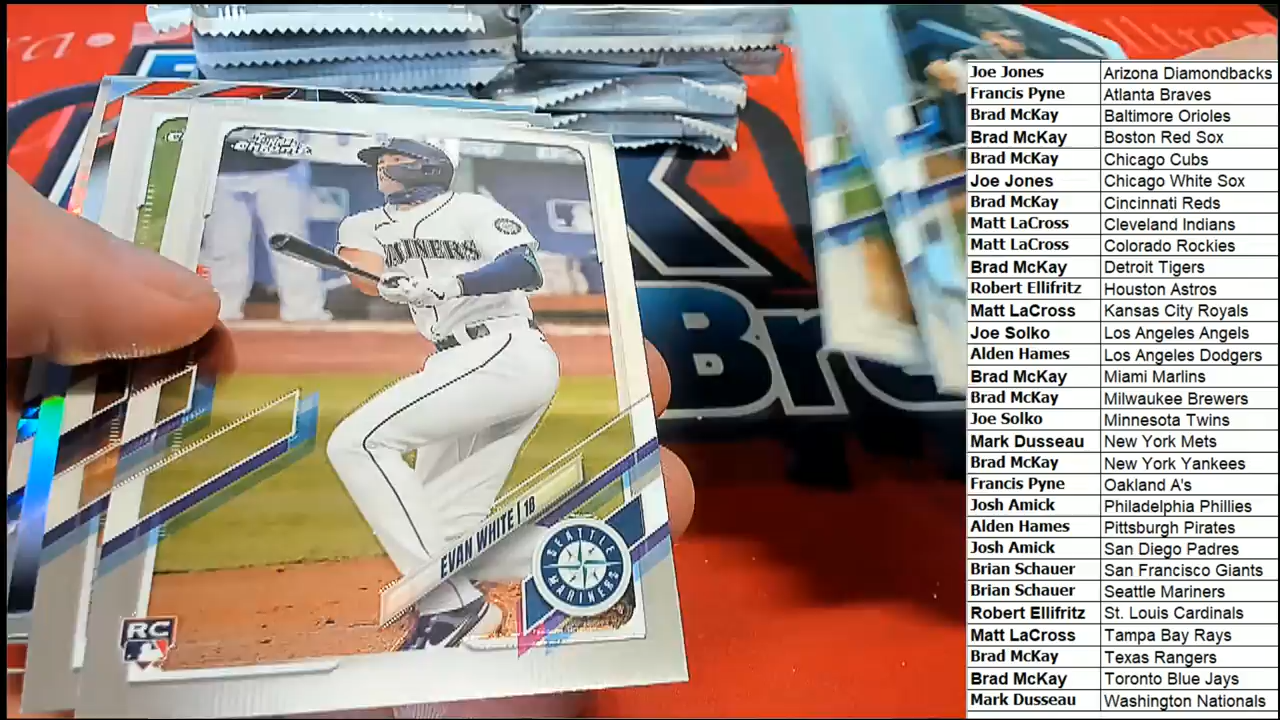 Joe Jones Arizona Diamondbacks
Francis Pyne Atlanta Braves
Brad McKay Baltimore Orioles
Brad McKay Boston Red Sox
Brad McKay Chicago Cubs
Joe Jones Chicago White Sox
Brad McKay Cincinnati Reds
Matt LaCross Cleveland Indians
Matt LaCross Colorado Rockies
Brad McKay Detroit Tigers
Robert Ellifritz Houston Astros
Matt LaCross Kansas City Royals
Joe Solko Los Angeles Angels
Alden Hames Los Angeles Dodgers
Brad McKay Miami Marlins
Brad McKay Milwaukee Brewers
Joe Solko Minnesota Twins
Mark Dusseau New York Mets
Brad McKay New York Yankees
Francis Pyne Oakland A's
Josh Amick Philadelphia Phillies
Alden Hames Pittsburgh Pirates
Josh Amick San Diego Padres
Brian Schauer San Francisco Giants
Brian Schauer Seattle Mariners
Robert Ellifritz St. Louis Cardinals
Matt LaCross Tampa Bay Rays
Brad McKay Texas Rangers
Brad McKay Toronto Blue Jays
Mark Dusseau Washington Nationals
EVAN WHITE | 1B
SEATTLE
MARINERS
RC